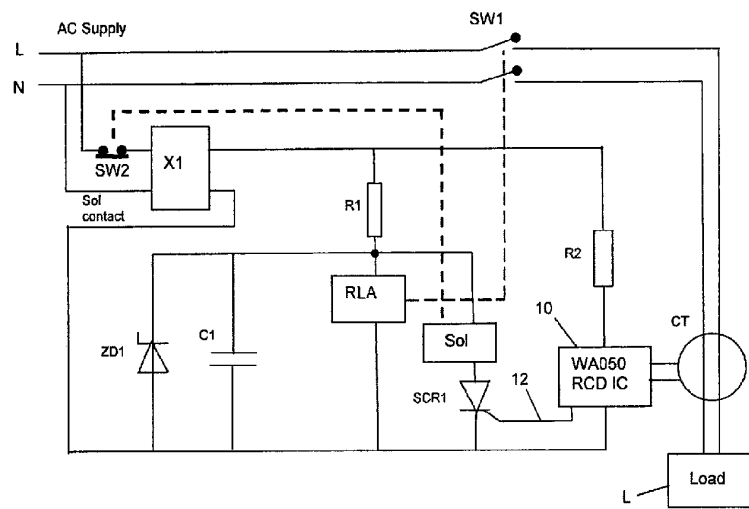 SW1
AC Supply
L
N
SW2
X1
Sol
contact
R1
R2
RLA
10
CT
ZD1
C1
Sol
WA050
RCD IC
SCR1
12
Load
L